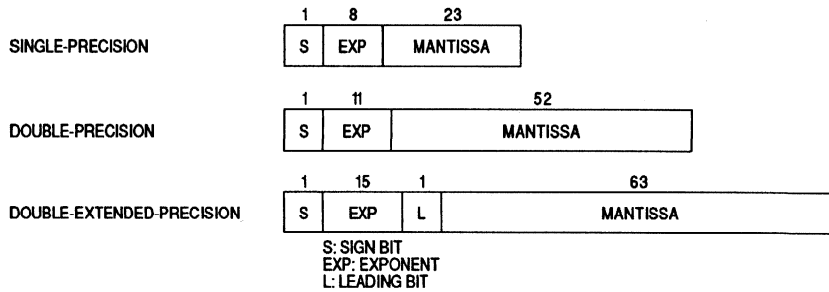 1 8 23
SINGLE-PRECISION S EXP MANTISSA
1 11 52
DOUBLE-PRECISION S EXP MANTISSA
1 15 1 63
DOUBLE-EXTENDED-PRECISION S EXP L MANTISSA
S: SIGN BIT
EXP: EXPONENT
L: LEADING BIT